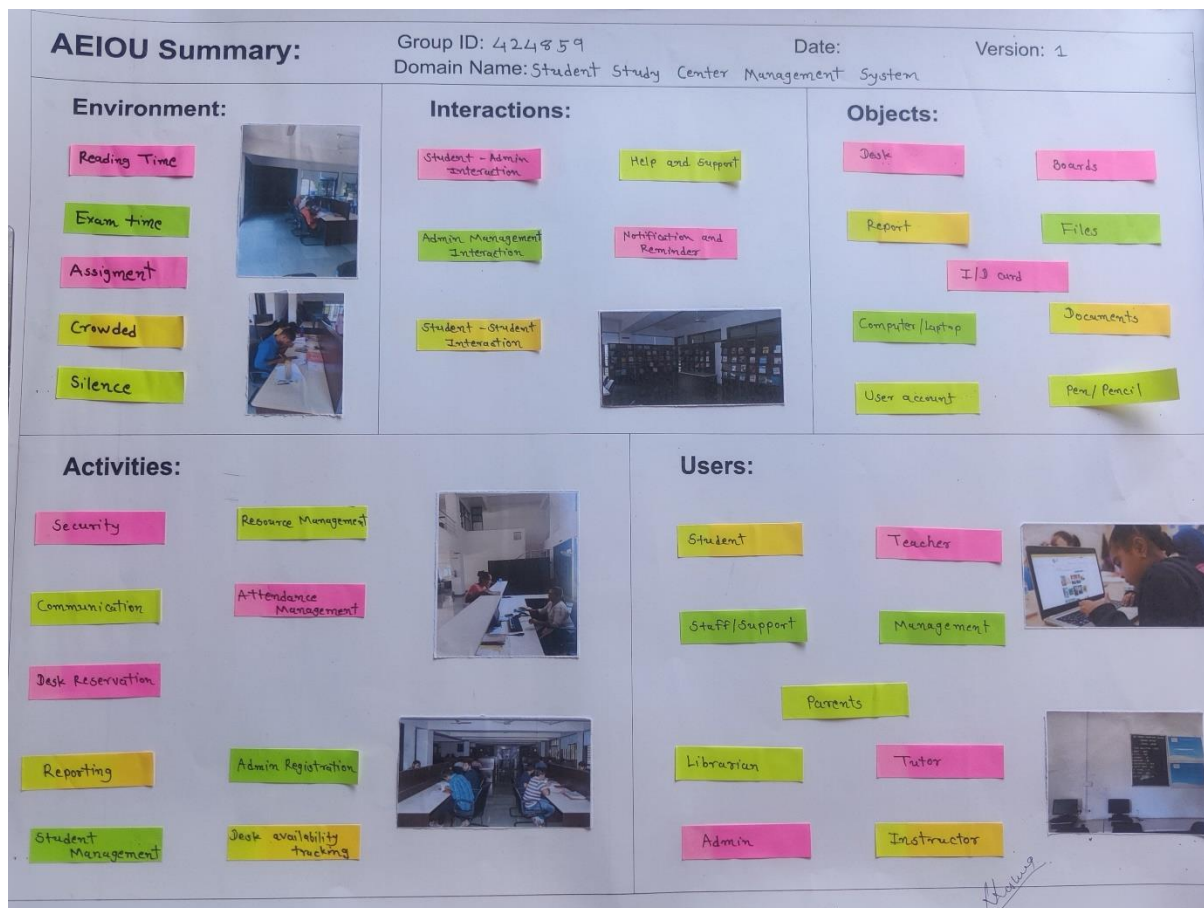 AEIOU Summary:
Group ID: 424859
Date:
Version: 1
Domain Name: Student Study Center Management System
Environment:
Reading Time
Exam time
Assigment
Crowded
Silence
Interactions:
Student - Admin
Interaction
Help and Support
Admin Management
Interaction
Notification and
Reminder
Student - Student
Interaction
Objects:
Desk
Boards
Report
Files
I/D card
Computer/Laptop
Documents
User account
Pen/Pencil
Activities:
Security
Resource Management
Communication
Attendance
Management
Desk Reservation
Reporting
Admin Registration
Student
Management
Desk availability
tracking
Users:
Student
Teacher
Staff/Support
Management
Parents
Librarian
Tutor
Admin
Instructor